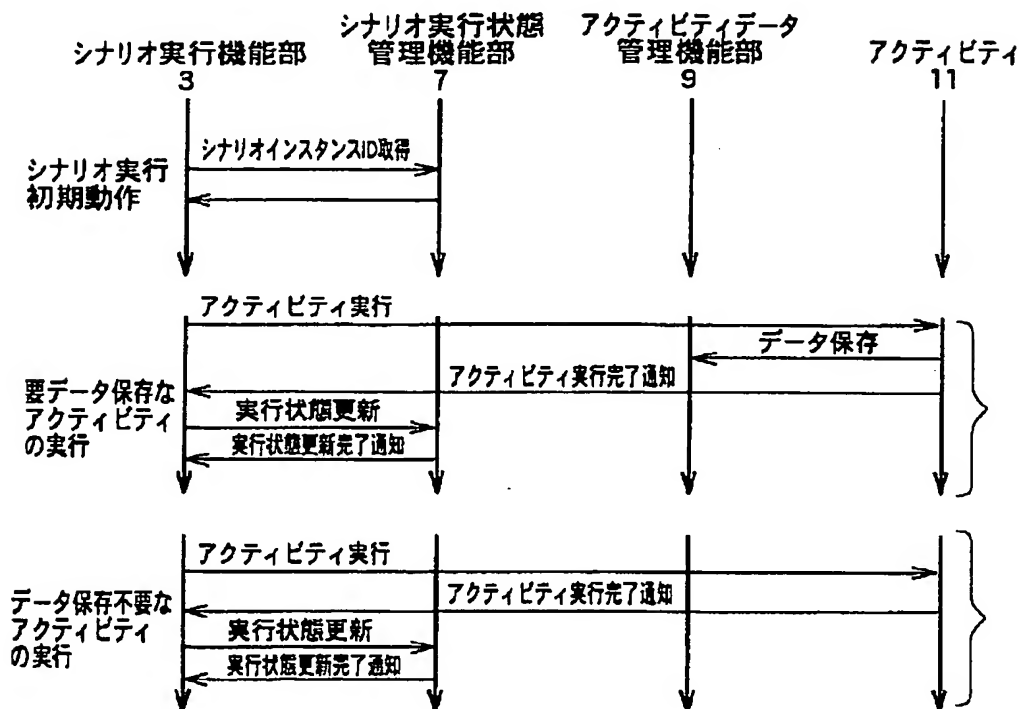 シナリオ実行機能部
3
シナリオ実行状態
管理機能部
7
アクティビティデータ
管理機能部
9
アクティビティ
11
シナリオ実行
初期動作
シナリオインスタンスID取得
要データ保存な
アクティビティ
の実行
アクティビティ実行
データ保存
アクティビティ実行完了通知
実行状態更新
実行状態更新完了通知
データ保存不要な
アクティビティ
の実行
アクティビティ実行
アクティビティ実行完了通知
実行状態更新
実行状態更新完了通知